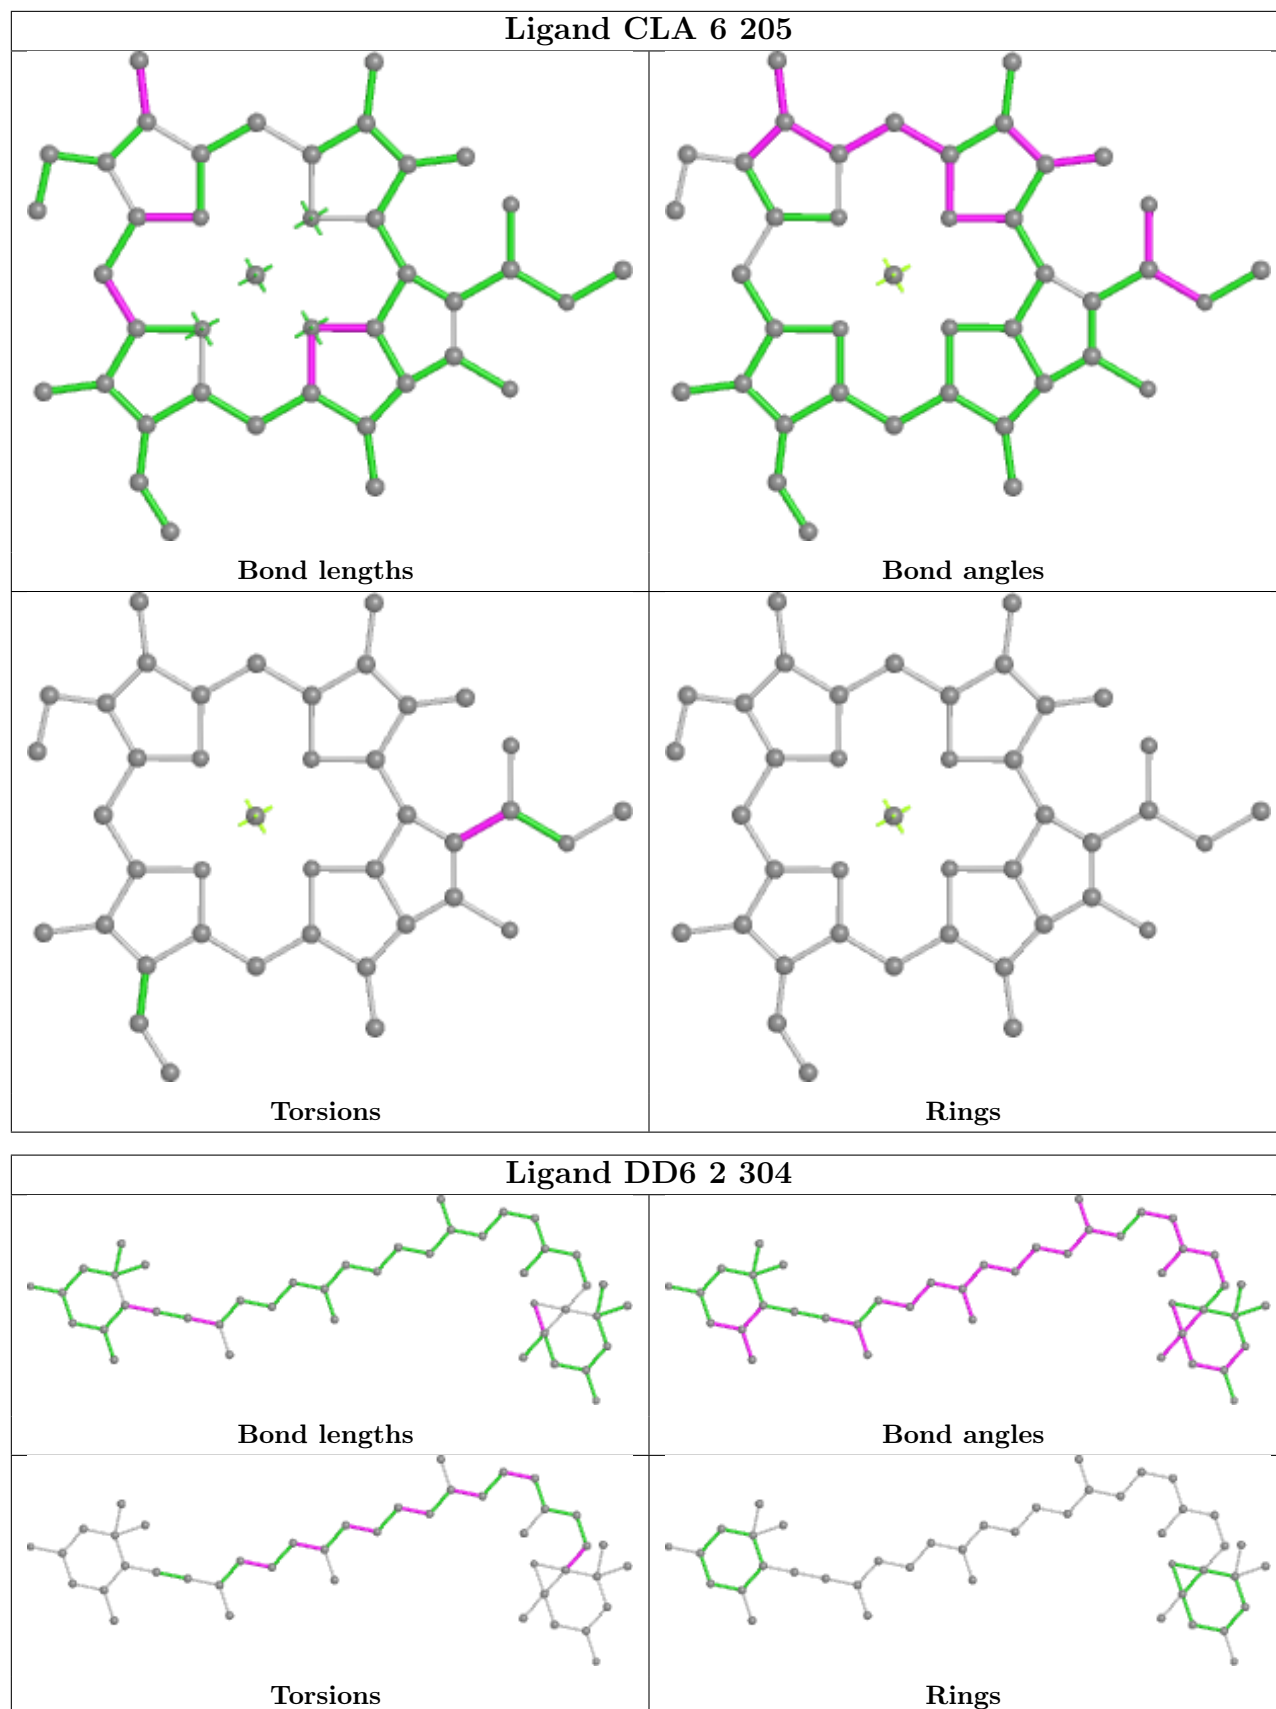 Ligand CLA 6 205
Bond lengths
Bond angles
Torsions
Rings
Ligand DD6 2 304
Bond lengths
Bond angles
Torsions
Rings